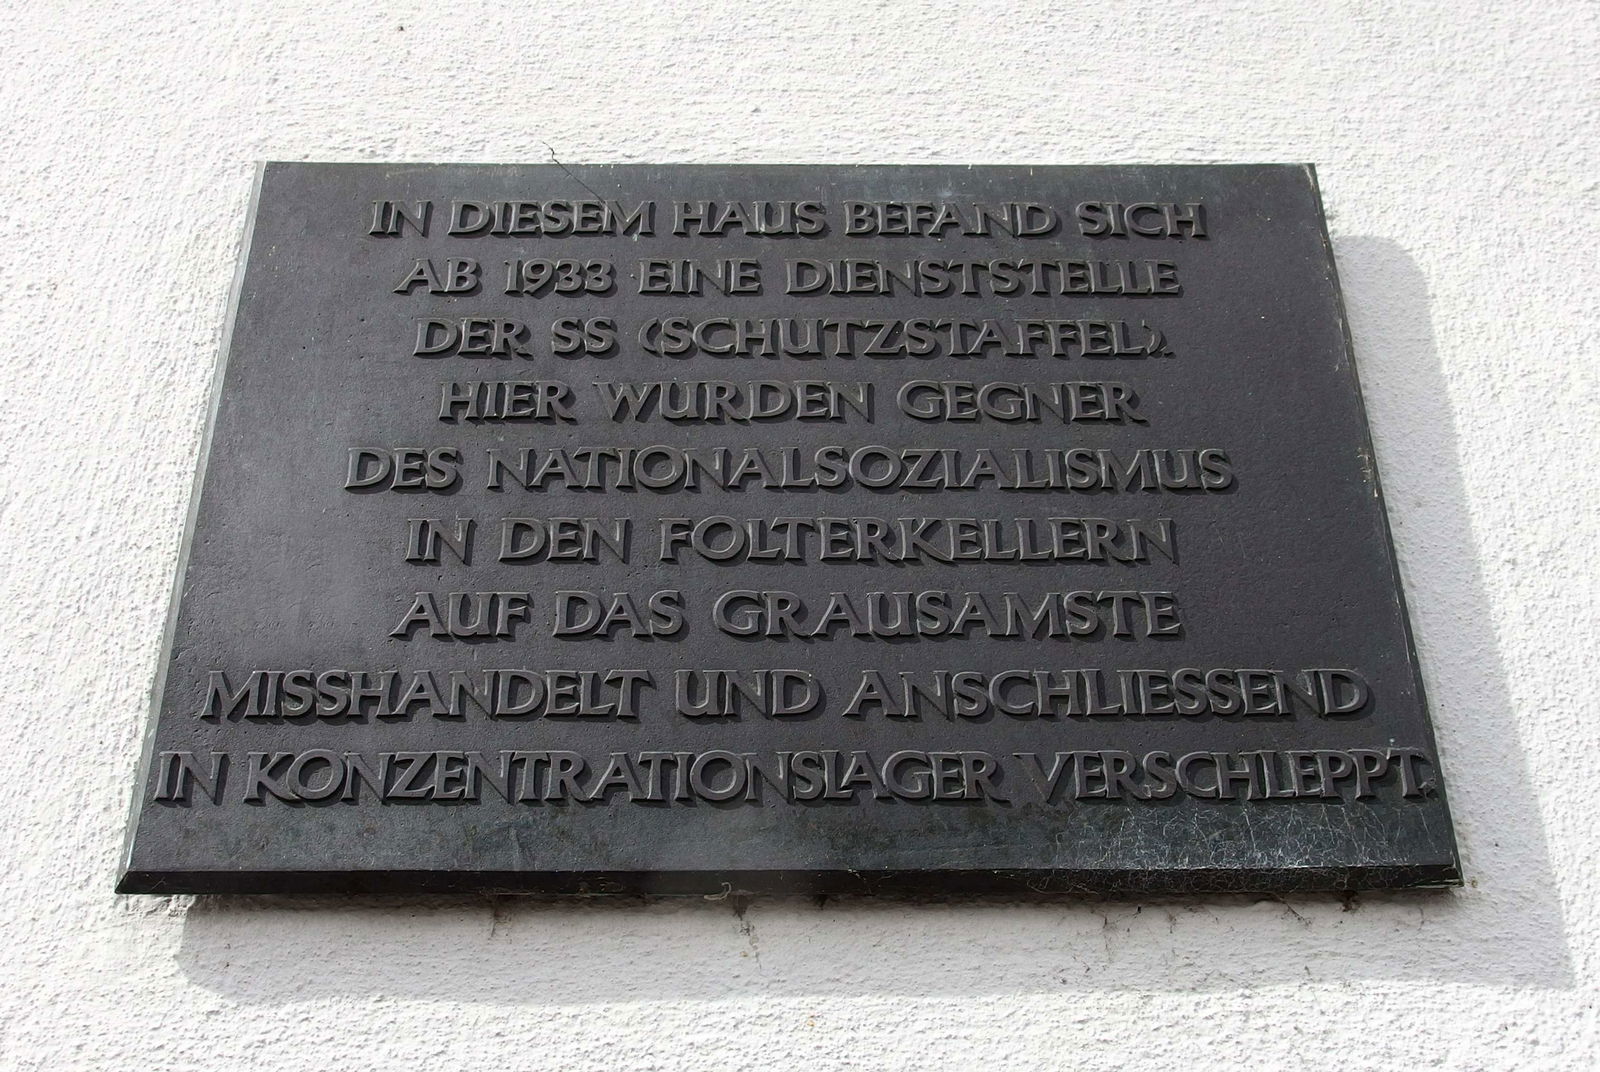 IN DIESEM HAUS BEFAND SICH
AB 1933 EINE DIENSTSTELLE
DER SS (SCHUTZSTAFFEL).
HIER WURDEN GEGNER
DES NATIONALSOZIALISMUS
IN DEN FOLTERKELLERN
AUF DAS GRAUSAMSTE
MISSHANDELT UND ANSCHLIESSEND
IN KONZENTRATIONSLAGER VERSCHLEPPT.